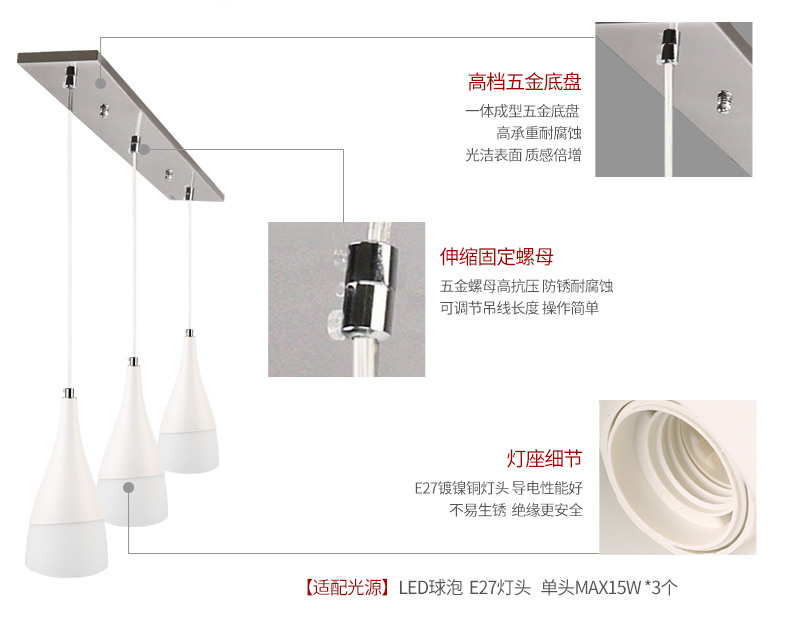 高档五金底盘
一体成型五金底盘
高承重耐腐蚀
光洁表面 质感倍增
伸缩固定螺母
五金螺母高抗压 防锈耐腐蚀
可调节吊线长度 操作简单
灯座细节
E27镀镍铜灯头 导电性能好
不易生锈 绝缘更安全
【适配光源】LED球泡 E27灯头 单头MAX15W *3个